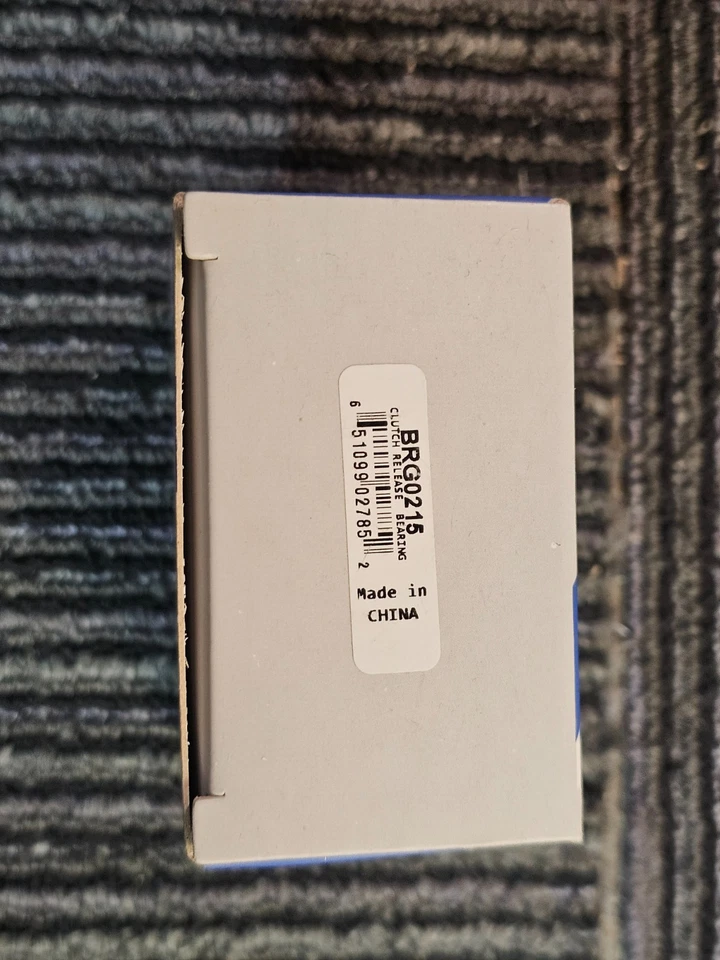 BRG0215
CLUTCH RELEASE BEARING
6 51099 02785 2
Made in
CHINA